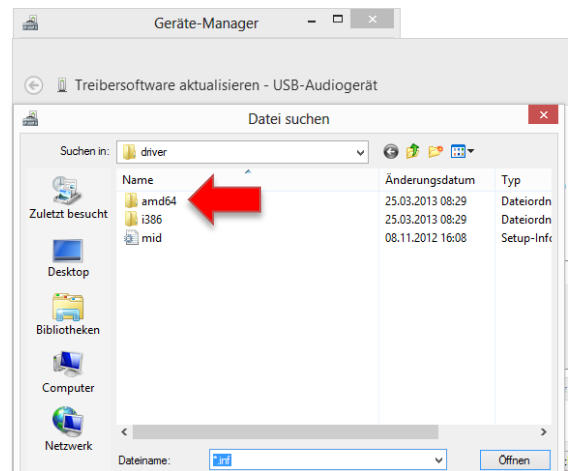 Geräte-Manager
Treibersoftware aktualisieren - USB-Audiogerät
Datei suchen
Suchen in: driver
Name Änderungsdatum Typ
amd64 25.03.2013 08:29 Dateiordn
i386 25.03.2013 08:29 Dateiordn
mid 08.11.2012 16:08 Setup-Info
Zuletzt besucht
Desktop
Bibliotheken
Computer
Netzwerk
Dateiname: *.inf Öffnen